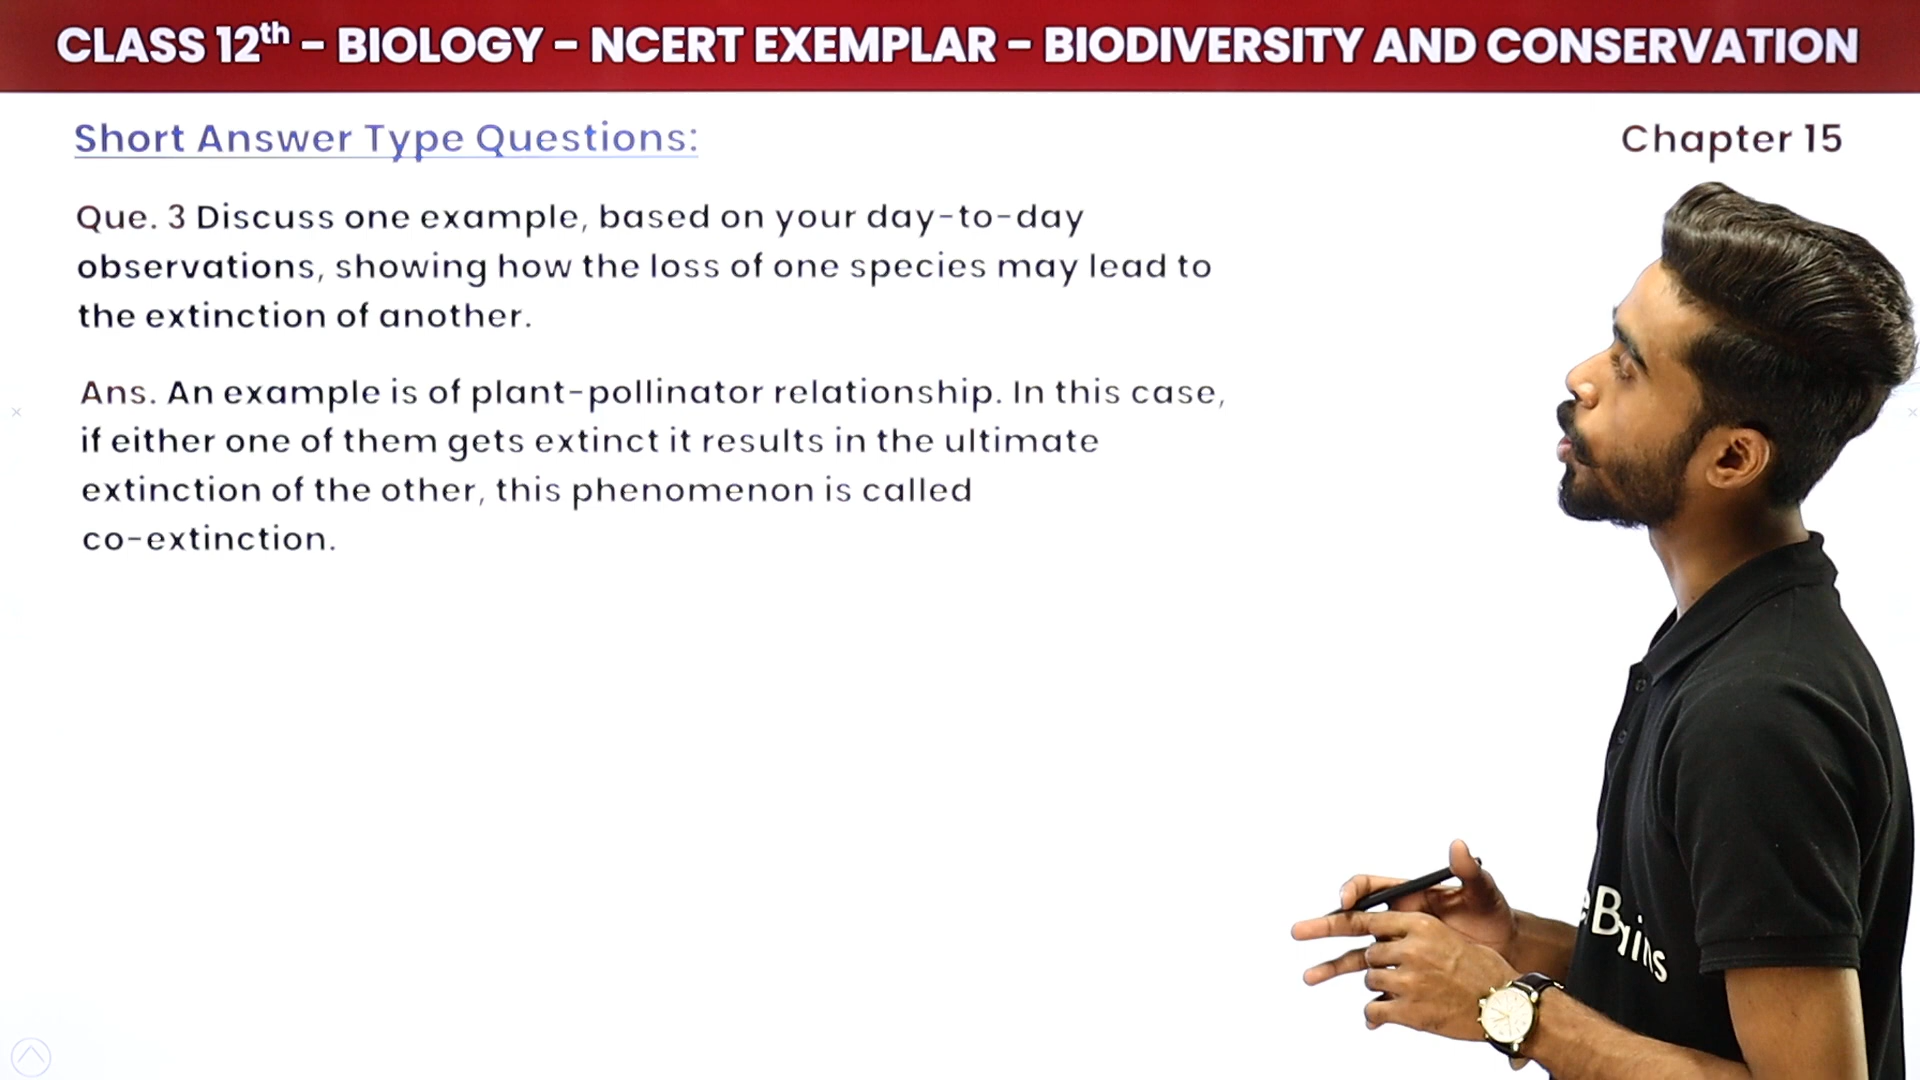 CLASS 12th – BIOLOGY – NCERT EXEMPLAR – BIODIVERSITY AND CONSERVATION
Short Answer Type Questions:
Chapter 15
Que. 3 Discuss one example, based on your day-to-day
observations, showing how the loss of one species may lead to
the extinction of another.
Ans. An example is of plant-pollinator relationship. In this case,
if either one of them gets extinct it results in the ultimate
extinction of the other, this phenomenon is called
co-extinction.